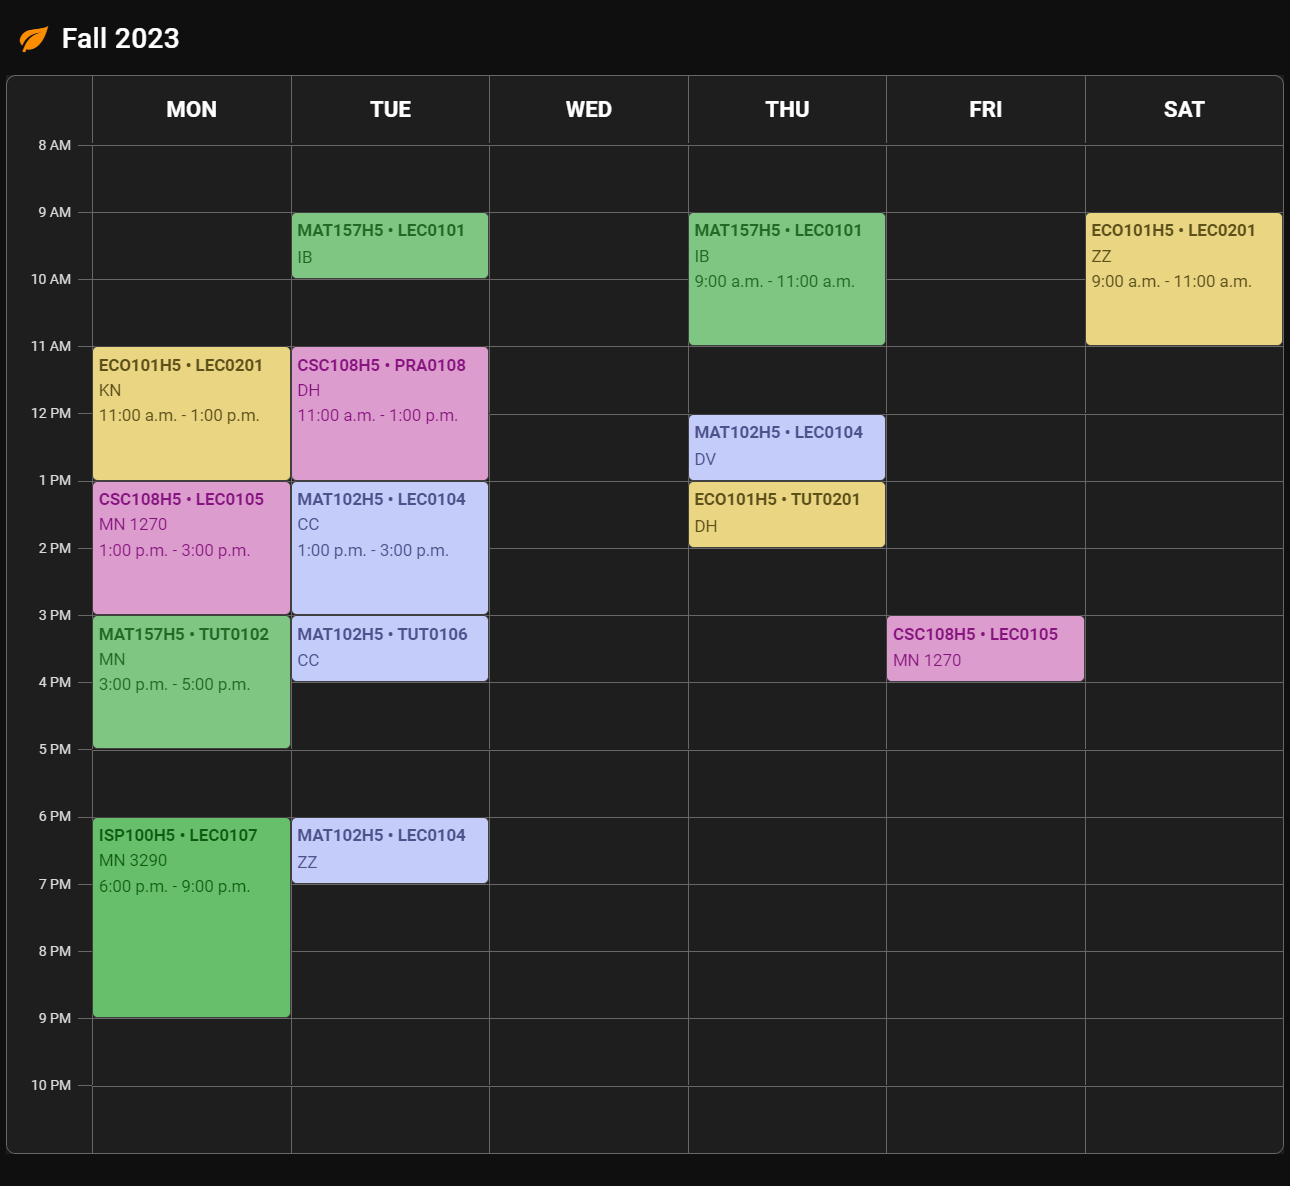 Fall 2023
MON TUE WED THU FRI SAT
8 AM
9 AM
MAT157H5 • LEC0101
IB
MAT157H5 • LEC0101
IB
9:00 a.m. - 11:00 a.m.
ECO101H5 • LEC0201
ZZ
9:00 a.m. - 11:00 a.m.
10 AM
11 AM
ECO101H5 • LEC0201
KN
11:00 a.m. - 1:00 p.m.
CSC108H5 • PRA0108
DH
11:00 a.m. - 1:00 p.m.
12 PM
MAT102H5 • LEC0104
DV
1 PM
CSC108H5 • LEC0105
MN 1270
1:00 p.m. - 3:00 p.m.
MAT102H5 • LEC0104
CC
1:00 p.m. - 3:00 p.m.
ECO101H5 • TUT0201
DH
2 PM
3 PM
MAT157H5 • TUT0102
MN
3:00 p.m. - 5:00 p.m.
MAT102H5 • TUT0106
CC
CSC108H5 • LEC0105
MN 1270
4 PM
5 PM
6 PM
ISP100H5 • LEC0107
MN 3290
6:00 p.m. - 9:00 p.m.
MAT102H5 • LEC0104
ZZ
7 PM
8 PM
9 PM
10 PM